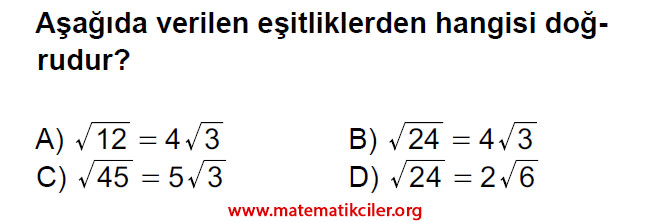 Aşağıda verilen eşitliklerden hangisi doğ-
rudur?
A) √12 = 4√3 B) √24 = 4√3
C) √45 = 5√3 D) √24 = 2√6
www.matematikciler.org